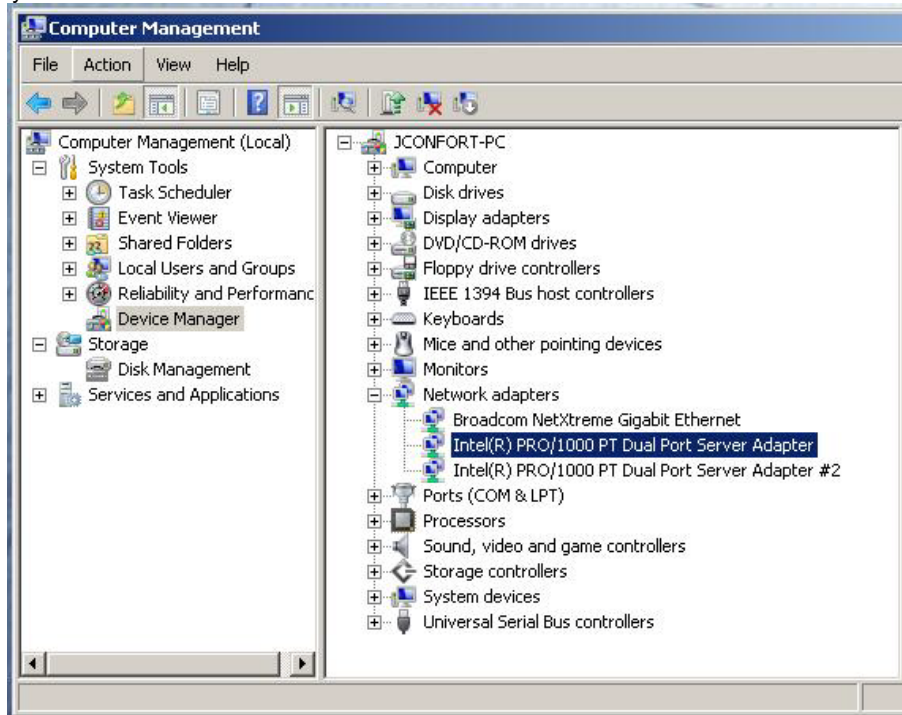 Computer Management
File Action View Help
Computer Management (Local)
System Tools
Task Scheduler
Event Viewer
Shared Folders
Local Users and Groups
Reliability and Performanc
Device Manager
Storage
Disk Management
Services and Applications
JCONFORT-PC
Computer
Disk drives
Display adapters
DVD/CD-ROM drives
Floppy drive controllers
IEEE 1394 Bus host controllers
Keyboards
Mice and other pointing devices
Monitors
Network adapters
Broadcom NetXtreme Gigabit Ethernet
Intel(R) PRO/1000 PT Dual Port Server Adapter
Intel(R) PRO/1000 PT Dual Port Server Adapter #2
Ports (COM & LPT)
Processors
Sound, video and game controllers
Storage controllers
System devices
Universal Serial Bus controllers